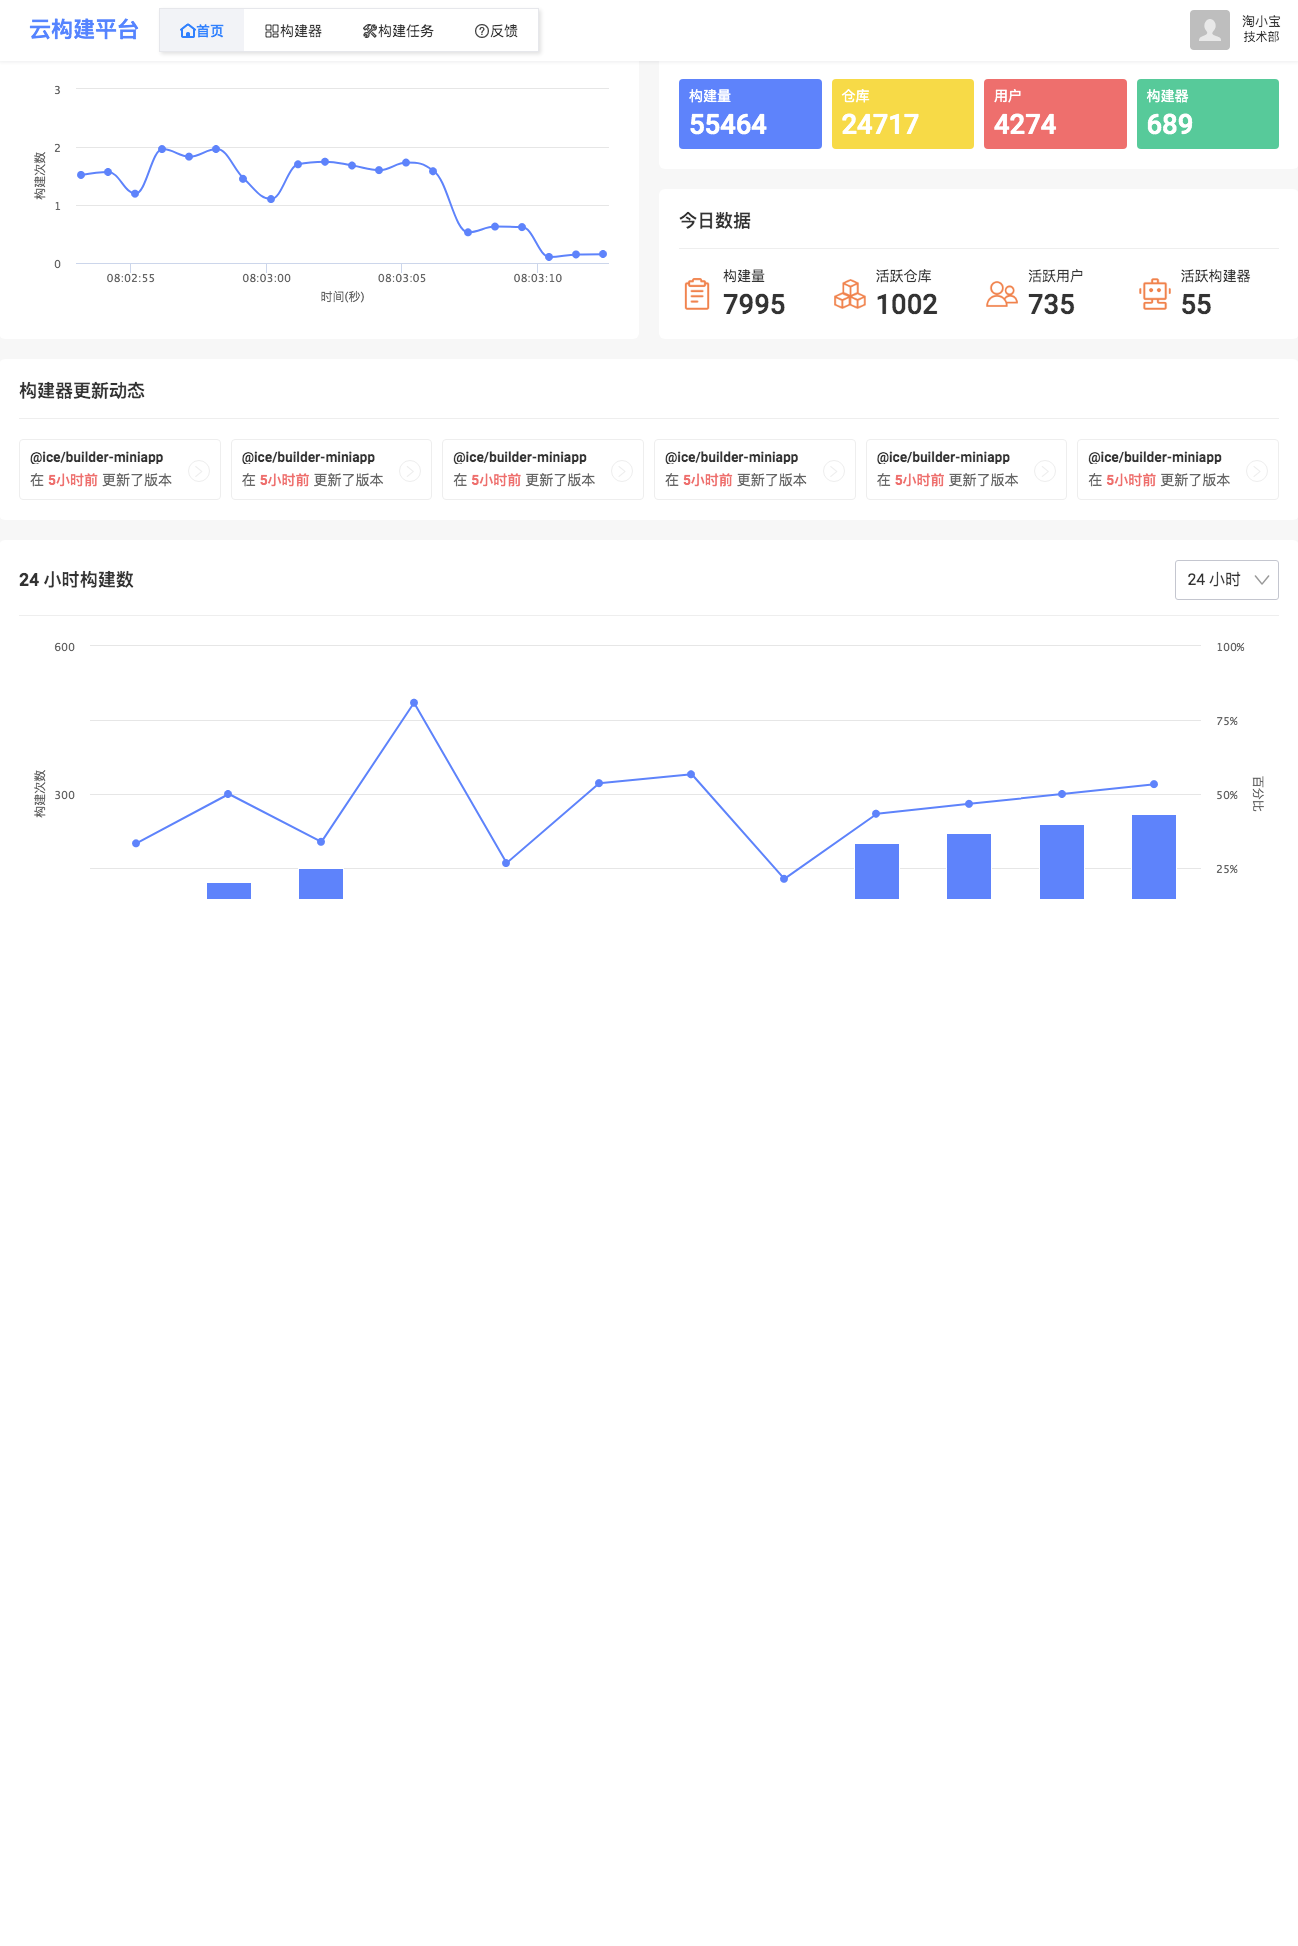 云构建平台
首页
构建器
构建任务
反馈
淘小宝
技术部
3
2
1
0
构建次数
08:02:55
08:03:00
08:03:05
08:03:10
时间(秒)
构建量
55464
仓库
24717
用户
4274
构建器
689
今日数据
构建量
7995
活跃仓库
1002
活跃用户
735
活跃构建器
55
构建器更新动态
@ice/builder-miniapp
在 5小时前 更新了版本
@ice/builder-miniapp
在 5小时前 更新了版本
@ice/builder-miniapp
在 5小时前 更新了版本
@ice/builder-miniapp
在 5小时前 更新了版本
@ice/builder-miniapp
在 5小时前 更新了版本
@ice/builder-miniapp
在 5小时前 更新了版本
24 小时构建数
24 小时
600
300
构建次数
100%
75%
50%
25%
百分比